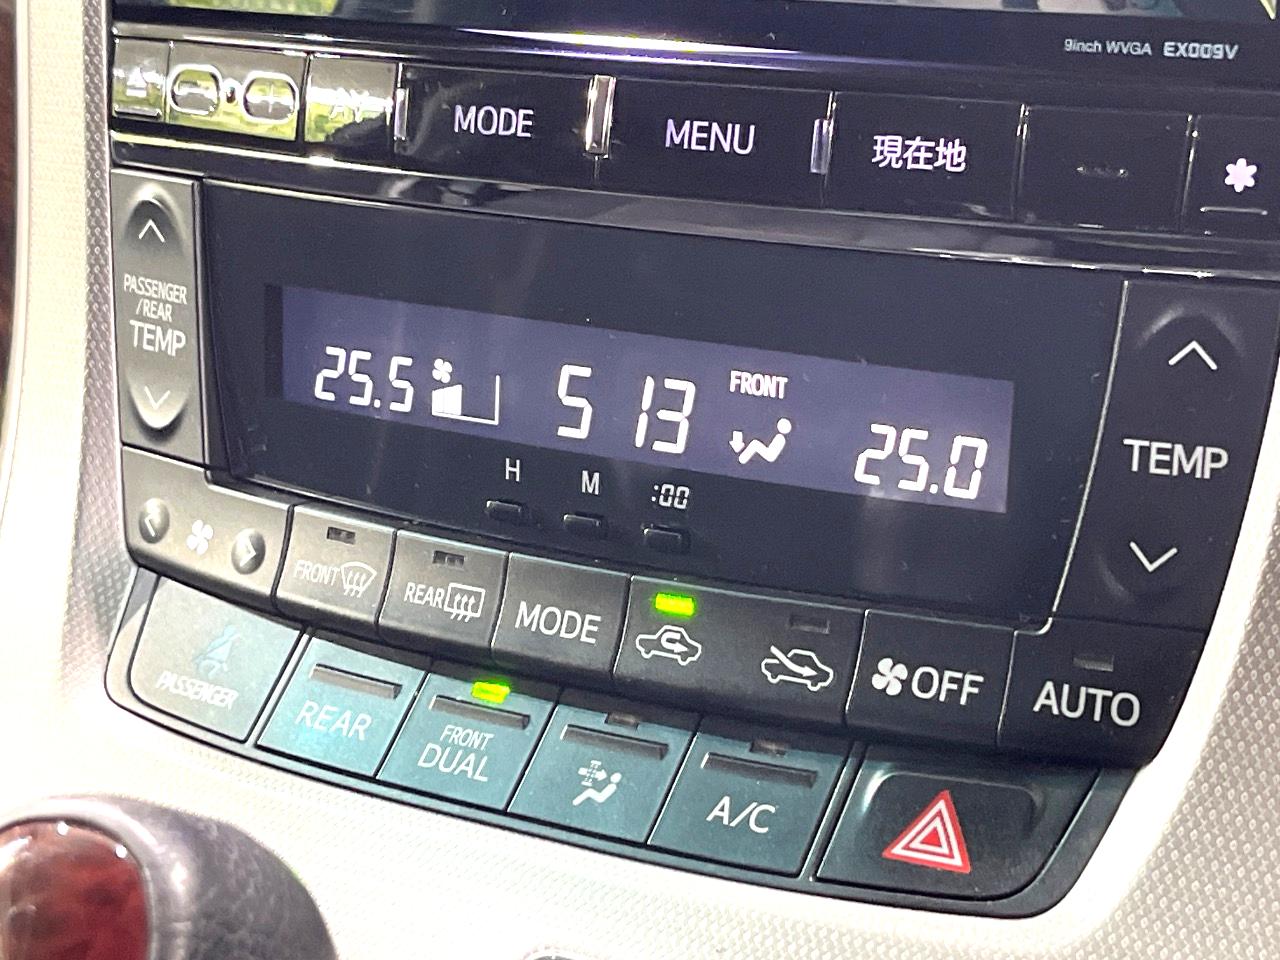 9inch WVGA EX009V
AV
MODE
MENU
現在地
PASSENGER
/REAR
TEMP
25.5
5 13
FRONT
25.0
H
M
:00
TEMP
FRONT
REAR
MODE
OFF
AUTO
PASSENGER
REAR
FRONT
DUAL
A/C